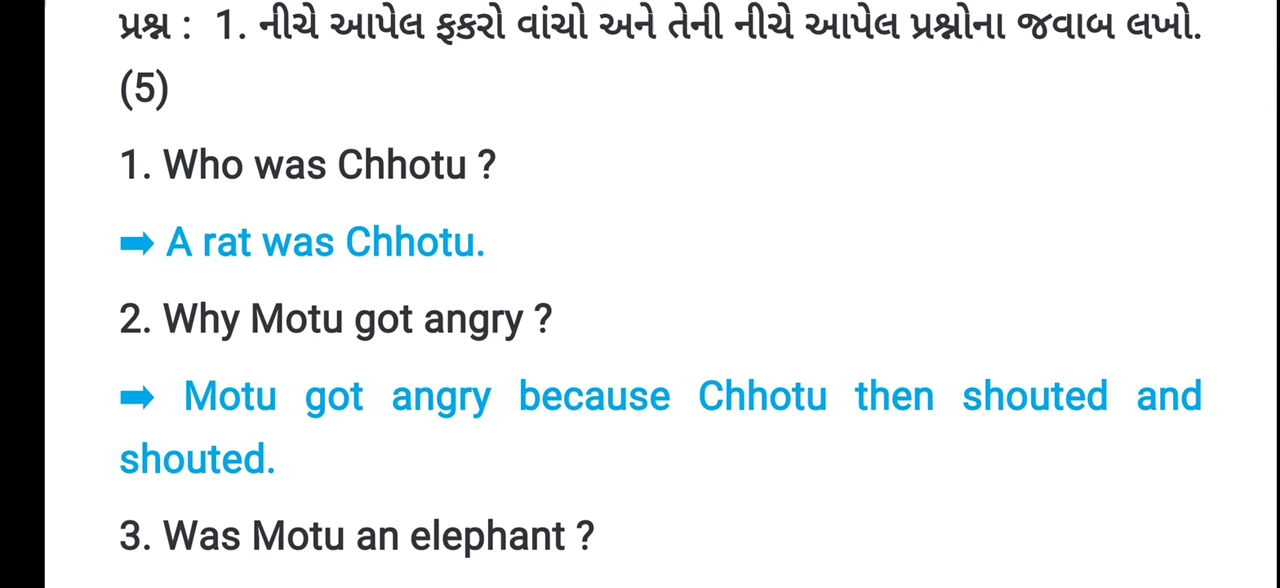 પ્રશ્ન : 1. નીચે આપેલ ફકરો વાંચો અને તેની નીચે આપેલ પ્રશ્નોના જવાબ લખો.
(5)
1. Who was Chhotu ?
➡ A rat was Chhotu.
2. Why Motu got angry ?
➡ Motu got angry because Chhotu then shouted and
shouted.
3. Was Motu an elephant ?